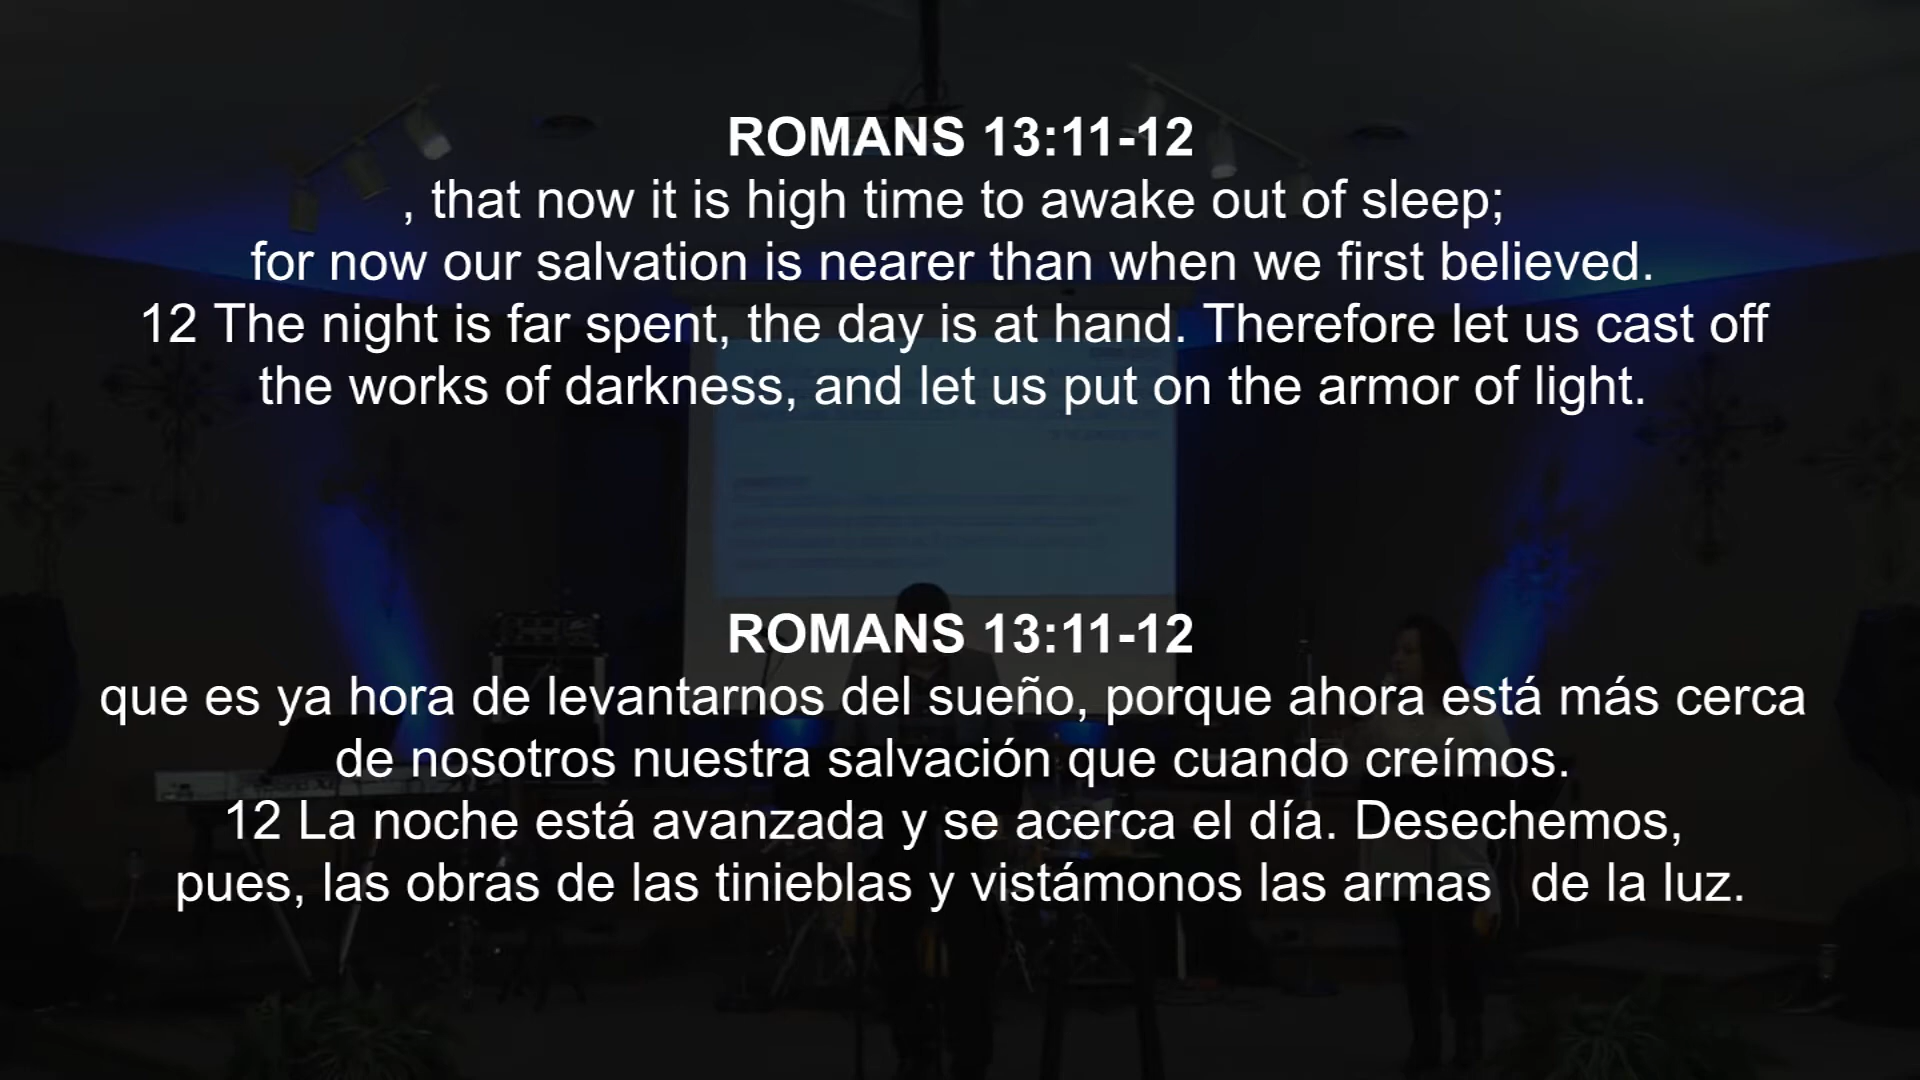 ROMANS 13:11-12
, that now it is high time to awake out of sleep;
for now our salvation is nearer than when we first believed.
12 The night is far spent, the day is at hand. Therefore let us cast off
the works of darkness, and let us put on the armor of light.
ROMANS 13:11-12
que es ya hora de levantarnos del sueño, porque ahora está más cerca
de nosotros nuestra salvación que cuando creímos.
12 La noche está avanzada y se acerca el día. Desechemos,
pues, las obras de las tinieblas y vistámonos las armas   de la luz.